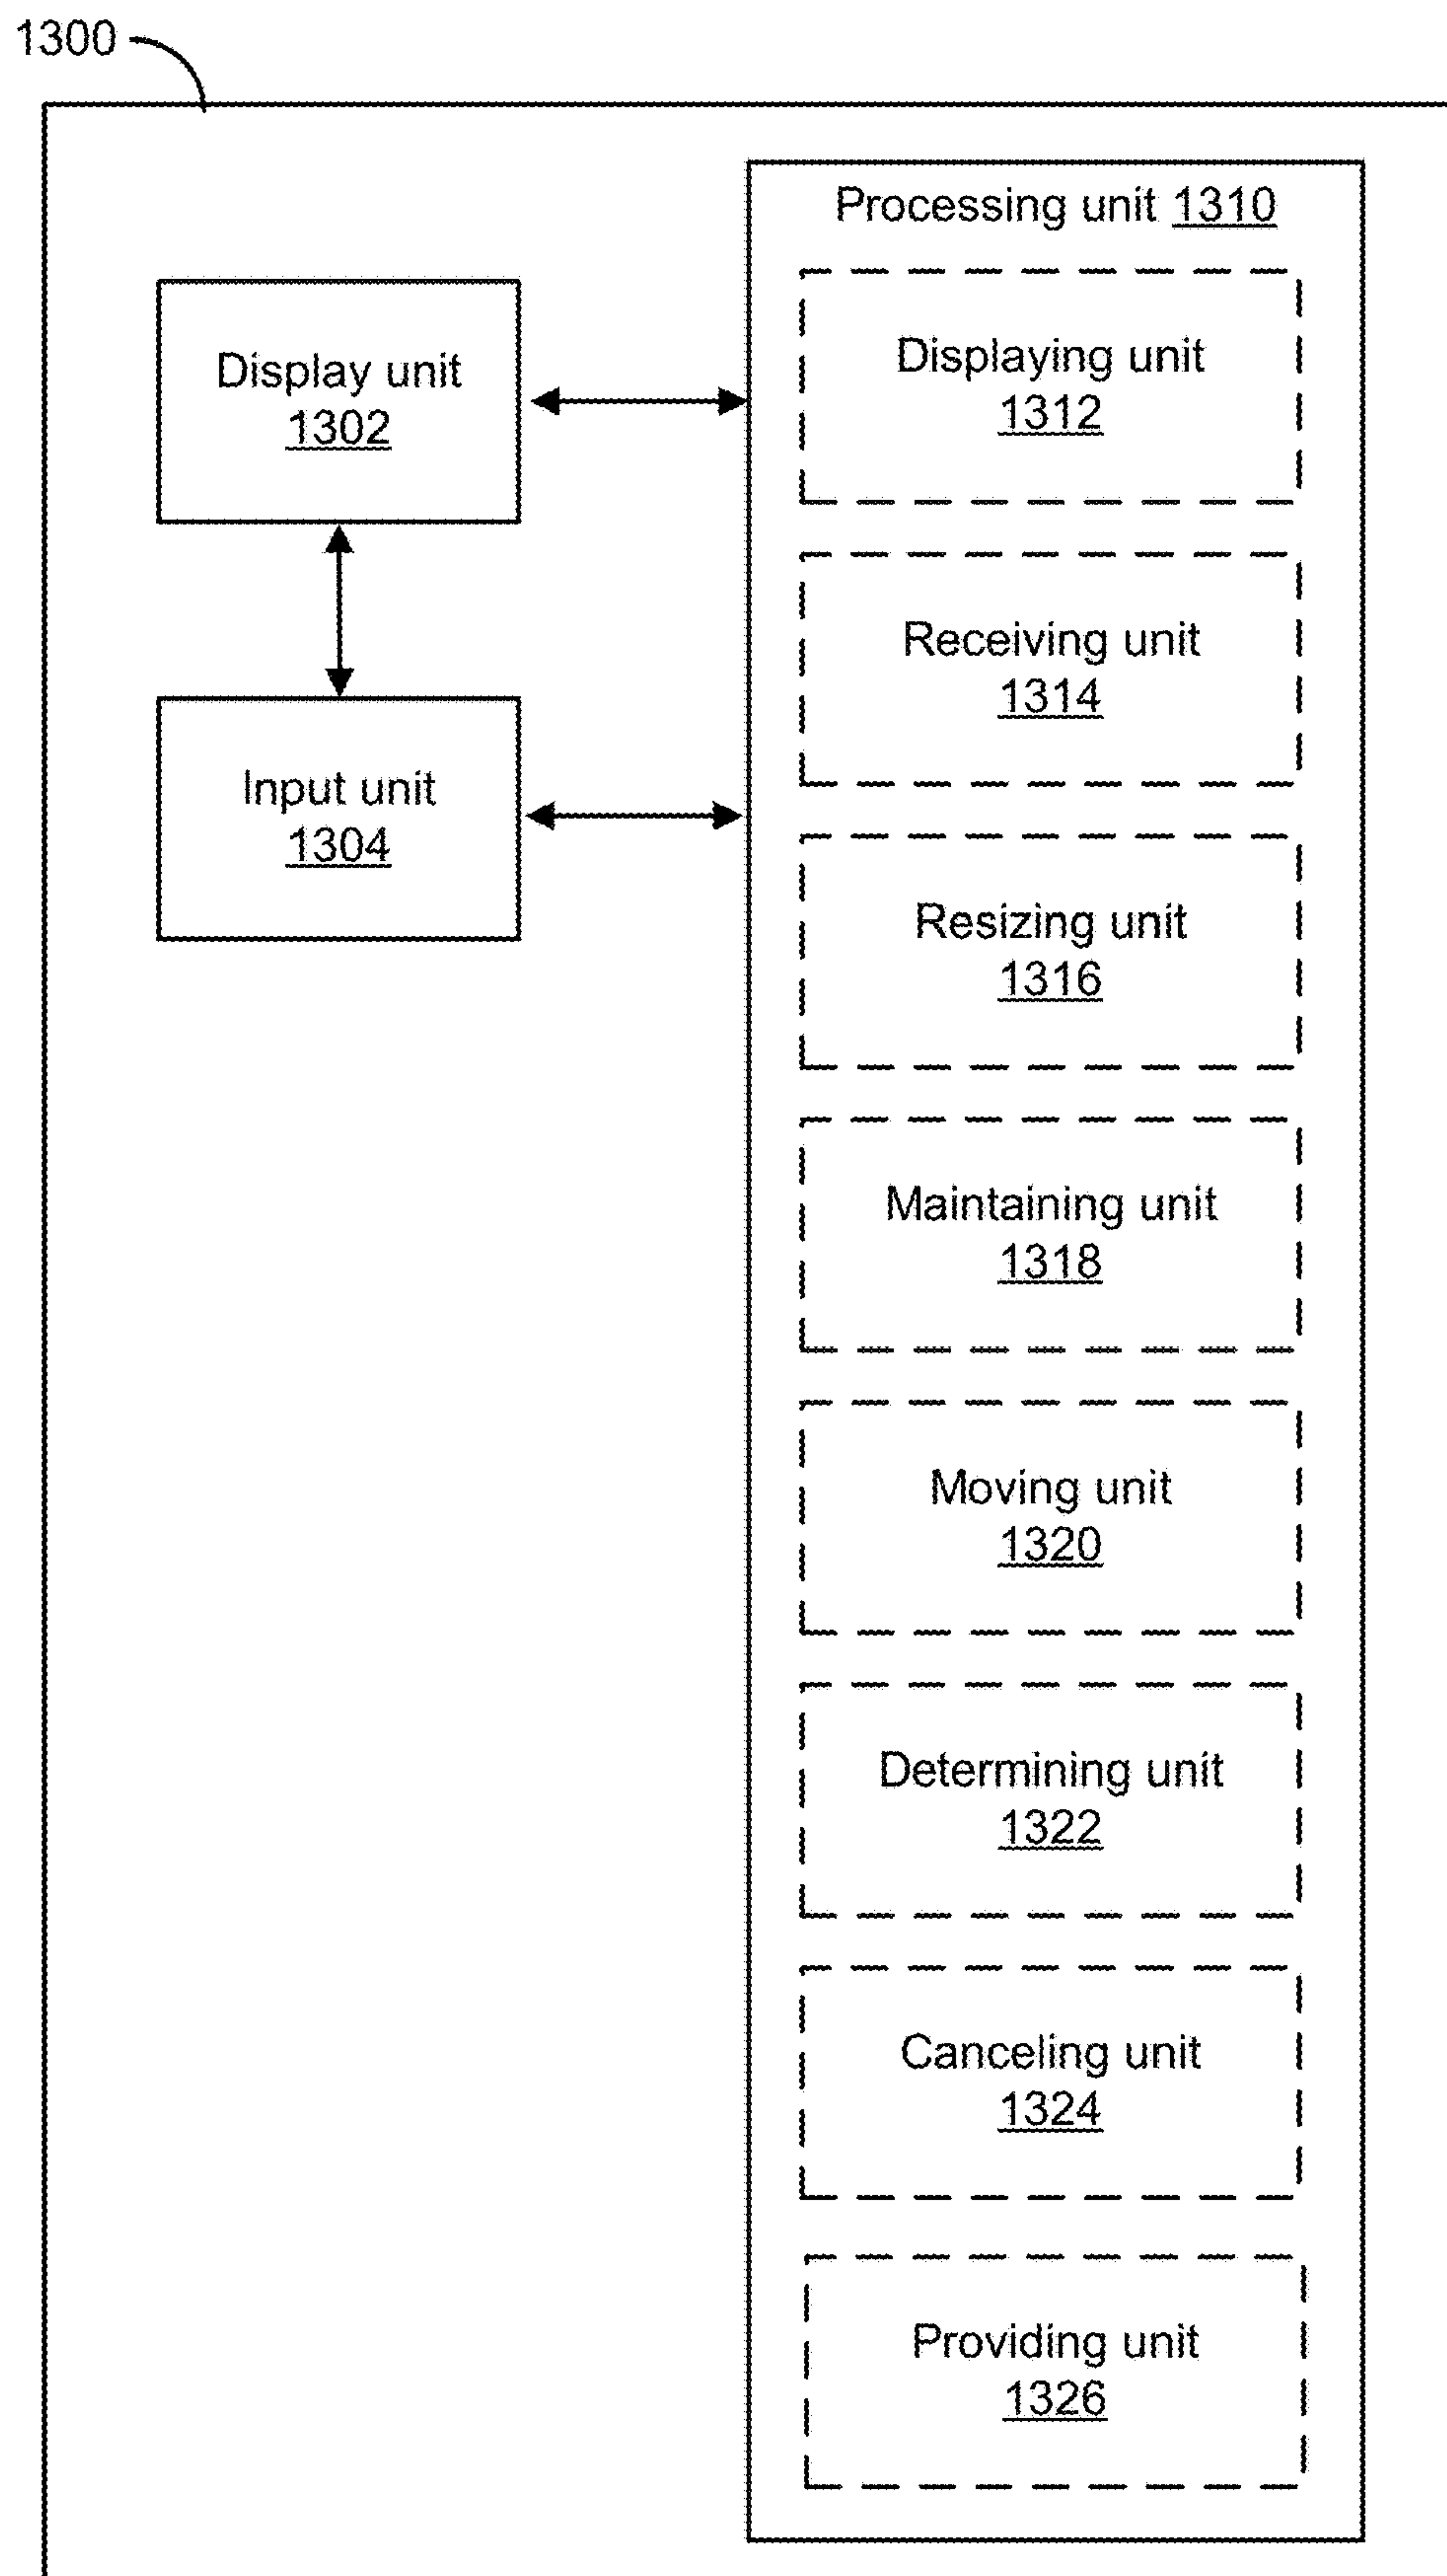 1300
Processing unit 1310
Display unit
1302
Input unit
1304
Displaying unit
1312
Receiving unit
1314
Resizing unit
1316
Maintaining unit
1318
Moving unit
1320
Determining unit
1322
Canceling unit
1324
Providing unit
1326